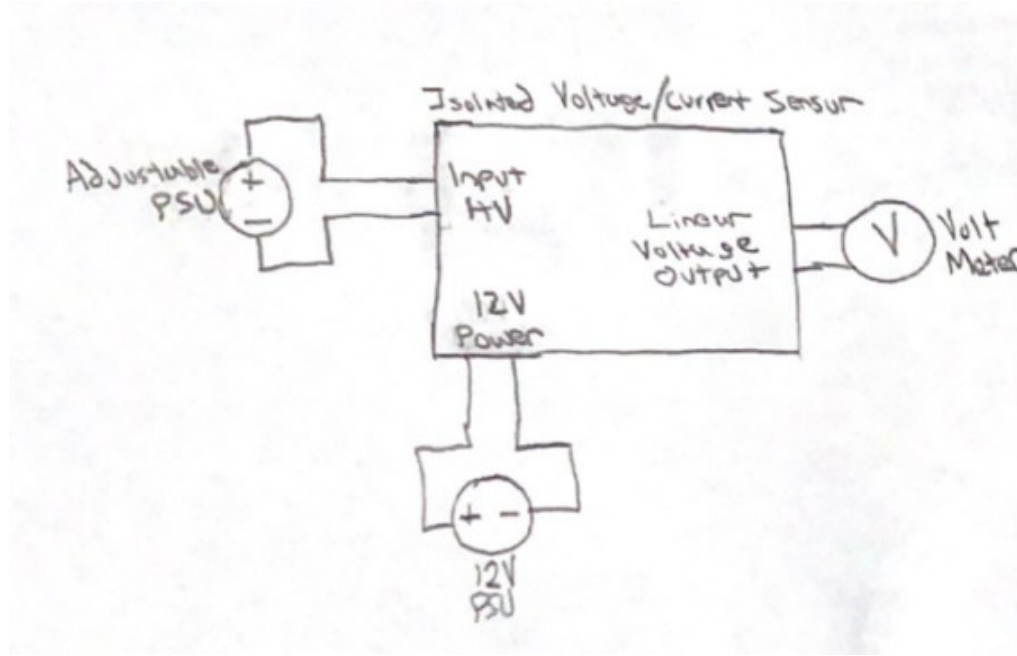 Isolated Voltage/Current Sensor
Adjustable
PSU
+
−
Input
HV
Linear
Voltage
Output
V
Volt
Meter
12V
Power
+ −
12V
PSU